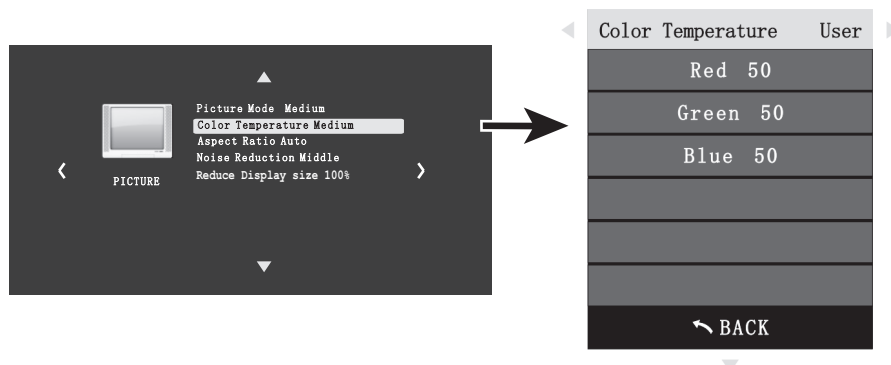 Picture Mode Medium
Color Temperature Medium
Aspect Ratio Auto
Noise Reduction Middle
Reduce Display size 100%
PICTURE
Color Temperature User
Red 50
Green 50
Blue 50
BACK